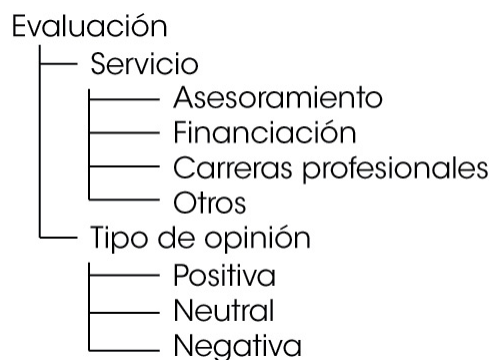 Evaluación
Servicio
Asesoramiento
Financiación
Carreras profesionales
Otros
Tipo de opinión
Positiva
Neutral
Negativa